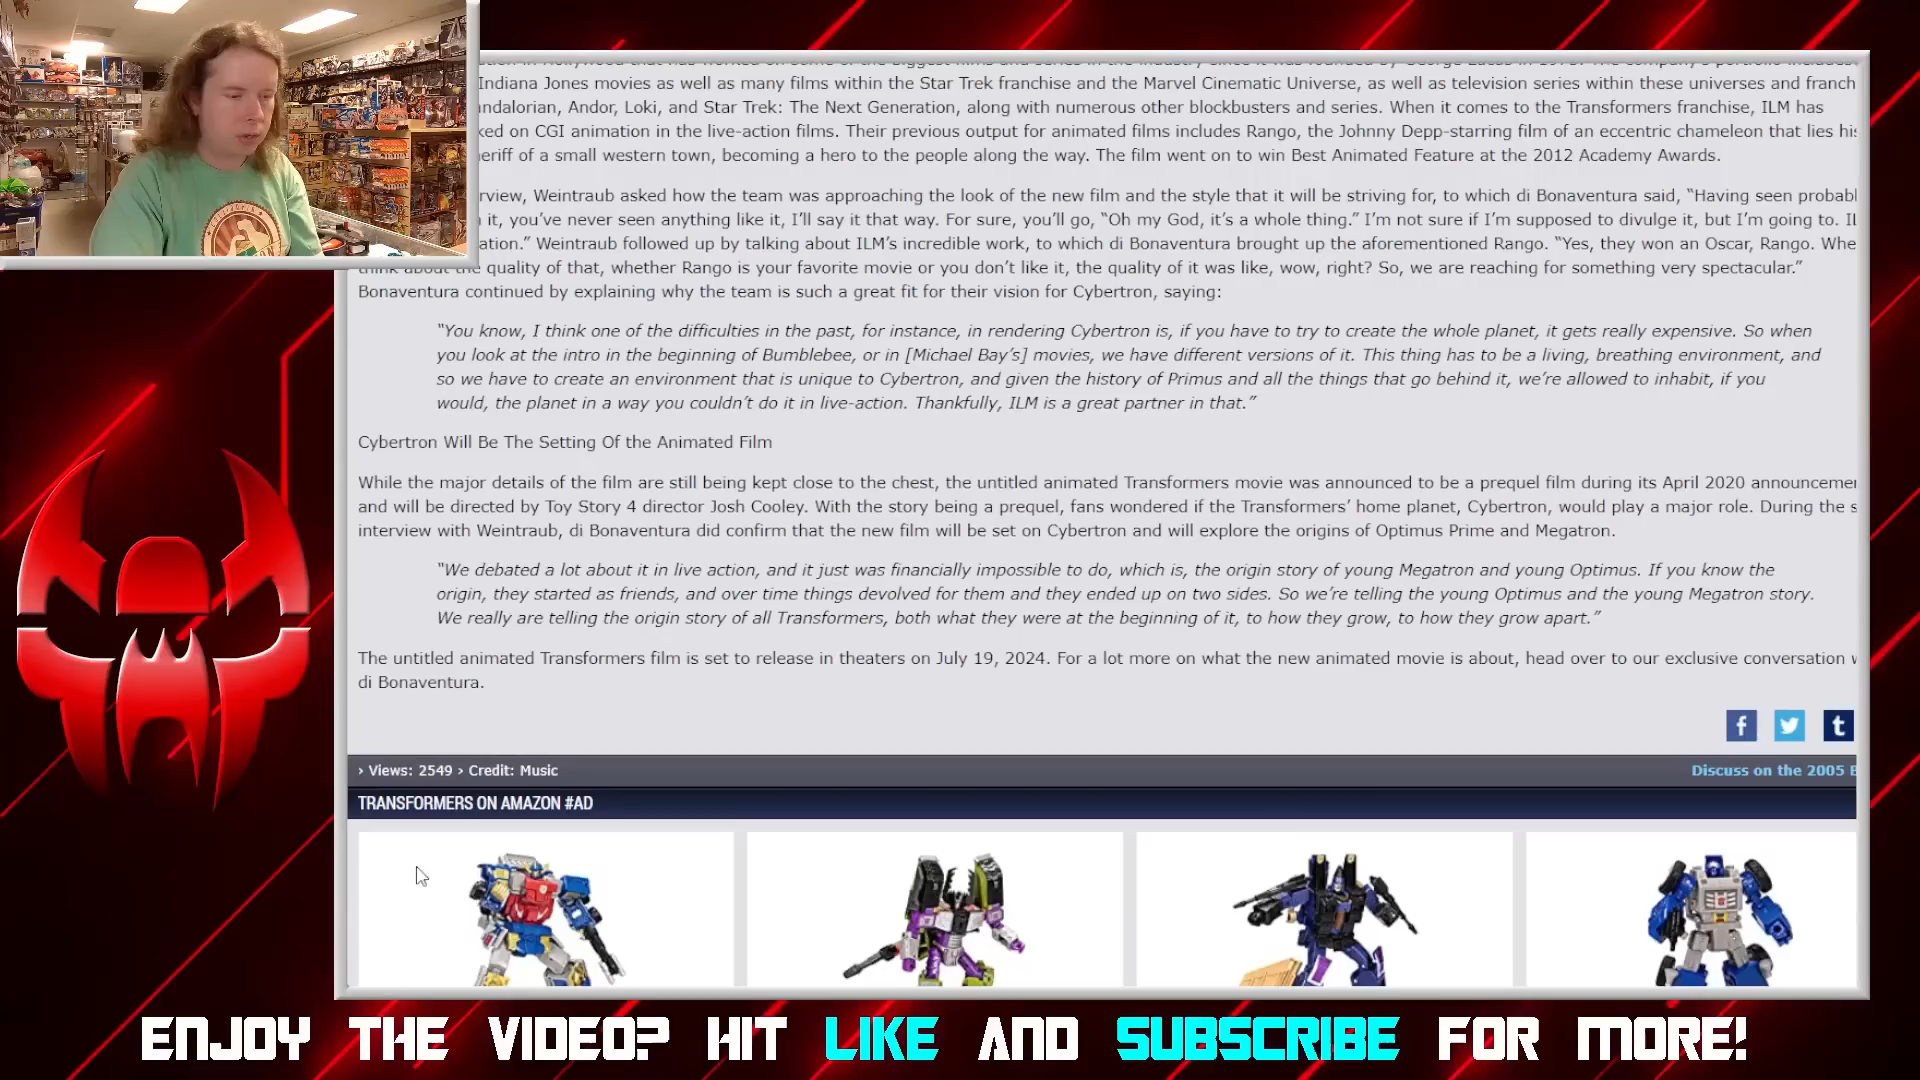 Indiana Jones movies as well as many films within the Star Trek franchise and the Marvel Cinematic Universe, as well as television series within these universes and franch
ndalorian, Andor, Loki, and Star Trek: The Next Generation, along with numerous other blockbusters and series. When it comes to the Transformers franchise, ILM has
ked on CGI animation in the live-action films. Their previous output for animated films includes Rango, the Johnny Depp-starring film of an eccentric chameleon that lies his
eriff of a small western town, becoming a hero to the people along the way. The film went on to win Best Animated Feature at the 2012 Academy Awards.
rview, Weintraub asked how the team was approaching the look of the new film and the style that it will be striving for, to which di Bonaventura said, “Having seen probabl
it, you’ve never seen anything like it, I’ll say it that way. For sure, you’ll go, “Oh my God, it’s a whole thing.” I’m not sure if I’m supposed to divulge it, but I’m going to. IL
ation.” Weintraub followed up by talking about ILM’s incredible work, to which di Bonaventura brought up the aforementioned Rango. “Yes, they won an Oscar, Rango. Whe
think about the quality of that, whether Rango is your favorite movie or you don’t like it, the quality of it was like, wow, right? So, we are reaching for something very spectacular.”
Bonaventura continued by explaining why the team is such a great fit for their vision for Cybertron, saying:
“You know, I think one of the difficulties in the past, for instance, in rendering Cybertron is, if you have to try to create the whole planet, it gets really expensive. So when
you look at the intro in the beginning of Bumblebee, or in [Michael Bay’s] movies, we have different versions of it. This thing has to be a living, breathing environment, and
so we have to create an environment that is unique to Cybertron, and given the history of Primus and all the things that go behind it, we’re allowed to inhabit, if you
would, the planet in a way you couldn’t do it in live-action. Thankfully, ILM is a great partner in that.”
Cybertron Will Be The Setting Of the Animated Film
While the major details of the film are still being kept close to the chest, the untitled animated Transformers movie was announced to be a prequel film during its April 2020 announcemen
and will be directed by Toy Story 4 director Josh Cooley. With the story being a prequel, fans wondered if the Transformers’ home planet, Cybertron, would play a major role. During the s
interview with Weintraub, di Bonaventura did confirm that the new film will be set on Cybertron and will explore the origins of Optimus Prime and Megatron.
“We debated a lot about it in live action, and it just was financially impossible to do, which is, the origin story of young Megatron and young Optimus. If you know the
origin, they started as friends, and over time things devolved for them and they ended up on two sides. So we’re telling the young Optimus and the young Megatron story.
We really are telling the origin story of all Transformers, both what they were at the beginning of it, to how they grow, to how they grow apart.”
The untitled animated Transformers film is set to release in theaters on July 19, 2024. For a lot more on what the new animated movie is about, head over to our exclusive conversation w
di Bonaventura.
› Views: 2549 › Credit: Music
Discuss on the 2005 B
TRANSFORMERS ON AMAZON #AD
ENJOY THE VIDEO? HIT LIKE AND SUBSCRIBE FOR MORE!